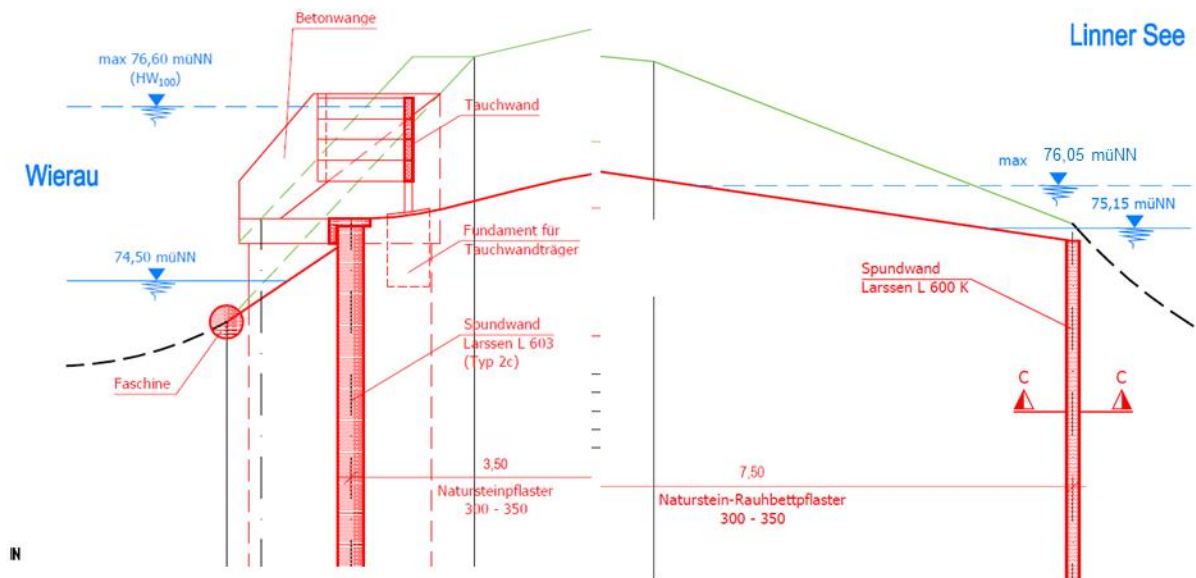 Betonwange
Linner See
max 76,60 müNN
(HW100)
Tauchwand
max 76,05 müNN
Wierau
75,15 müNN
Fundament für
Tauchwandträger
74,50 müNN
Spundwand
Larssen L 600 K
Spundwand
Larssen L 603
(Typ 2c)
Faschine
C C
3,50
7,50
Natursteinpflaster
300 - 350
Naturstein-Rauhbettpflaster
300 - 350